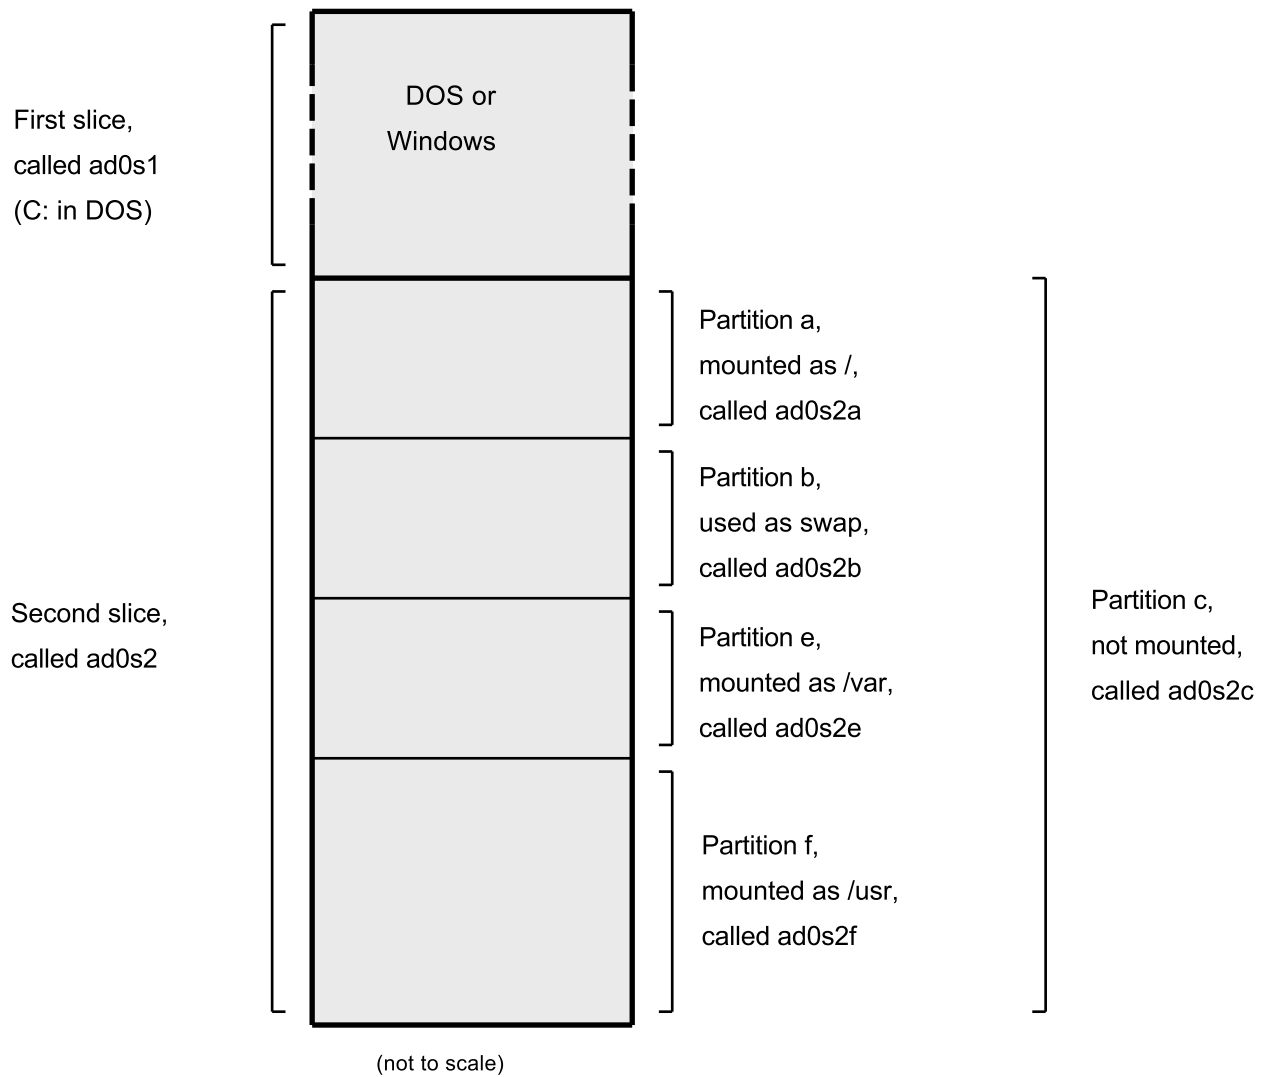 DOS or
Windows
First slice,
called ad0s1
(C: in DOS)
Partition a,
mounted as /,
called ad0s2a
Partition b,
used as swap,
called ad0s2b
Second slice,
called ad0s2
Partition e,
mounted as /var,
called ad0s2e
Partition c,
not mounted,
called ad0s2c
Partition f,
mounted as /usr,
called ad0s2f
(not to scale)